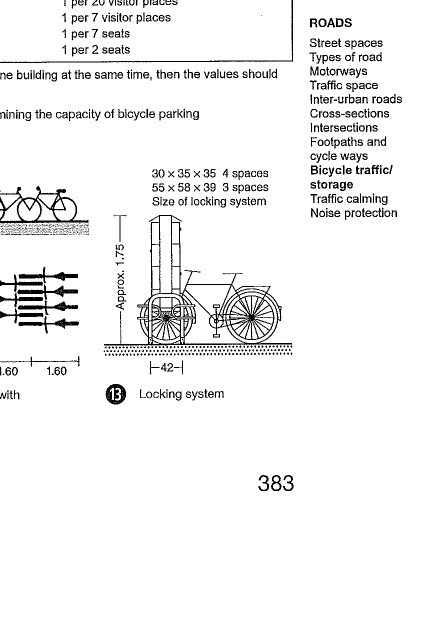 1 per 20 visitor places
1 per 7 visitor places
1 per 7 seats
1 per 2 seats
ne building at the same time, then the values should
nining the capacity of bicycle parking
ROADS
Street spaces
Types of road
Motorways
Traffic space
Inter-urban roads
Cross-sections
Intersections
Footpaths and
cycle ways
Bicycle traffic/
storage
Traffic calming
Noise protection
30 × 35 × 35 4 spaces
55 × 58 × 39 3 spaces
Size of locking system
Approx. 1.75
.60 1.60
42
with
13 Locking system
383